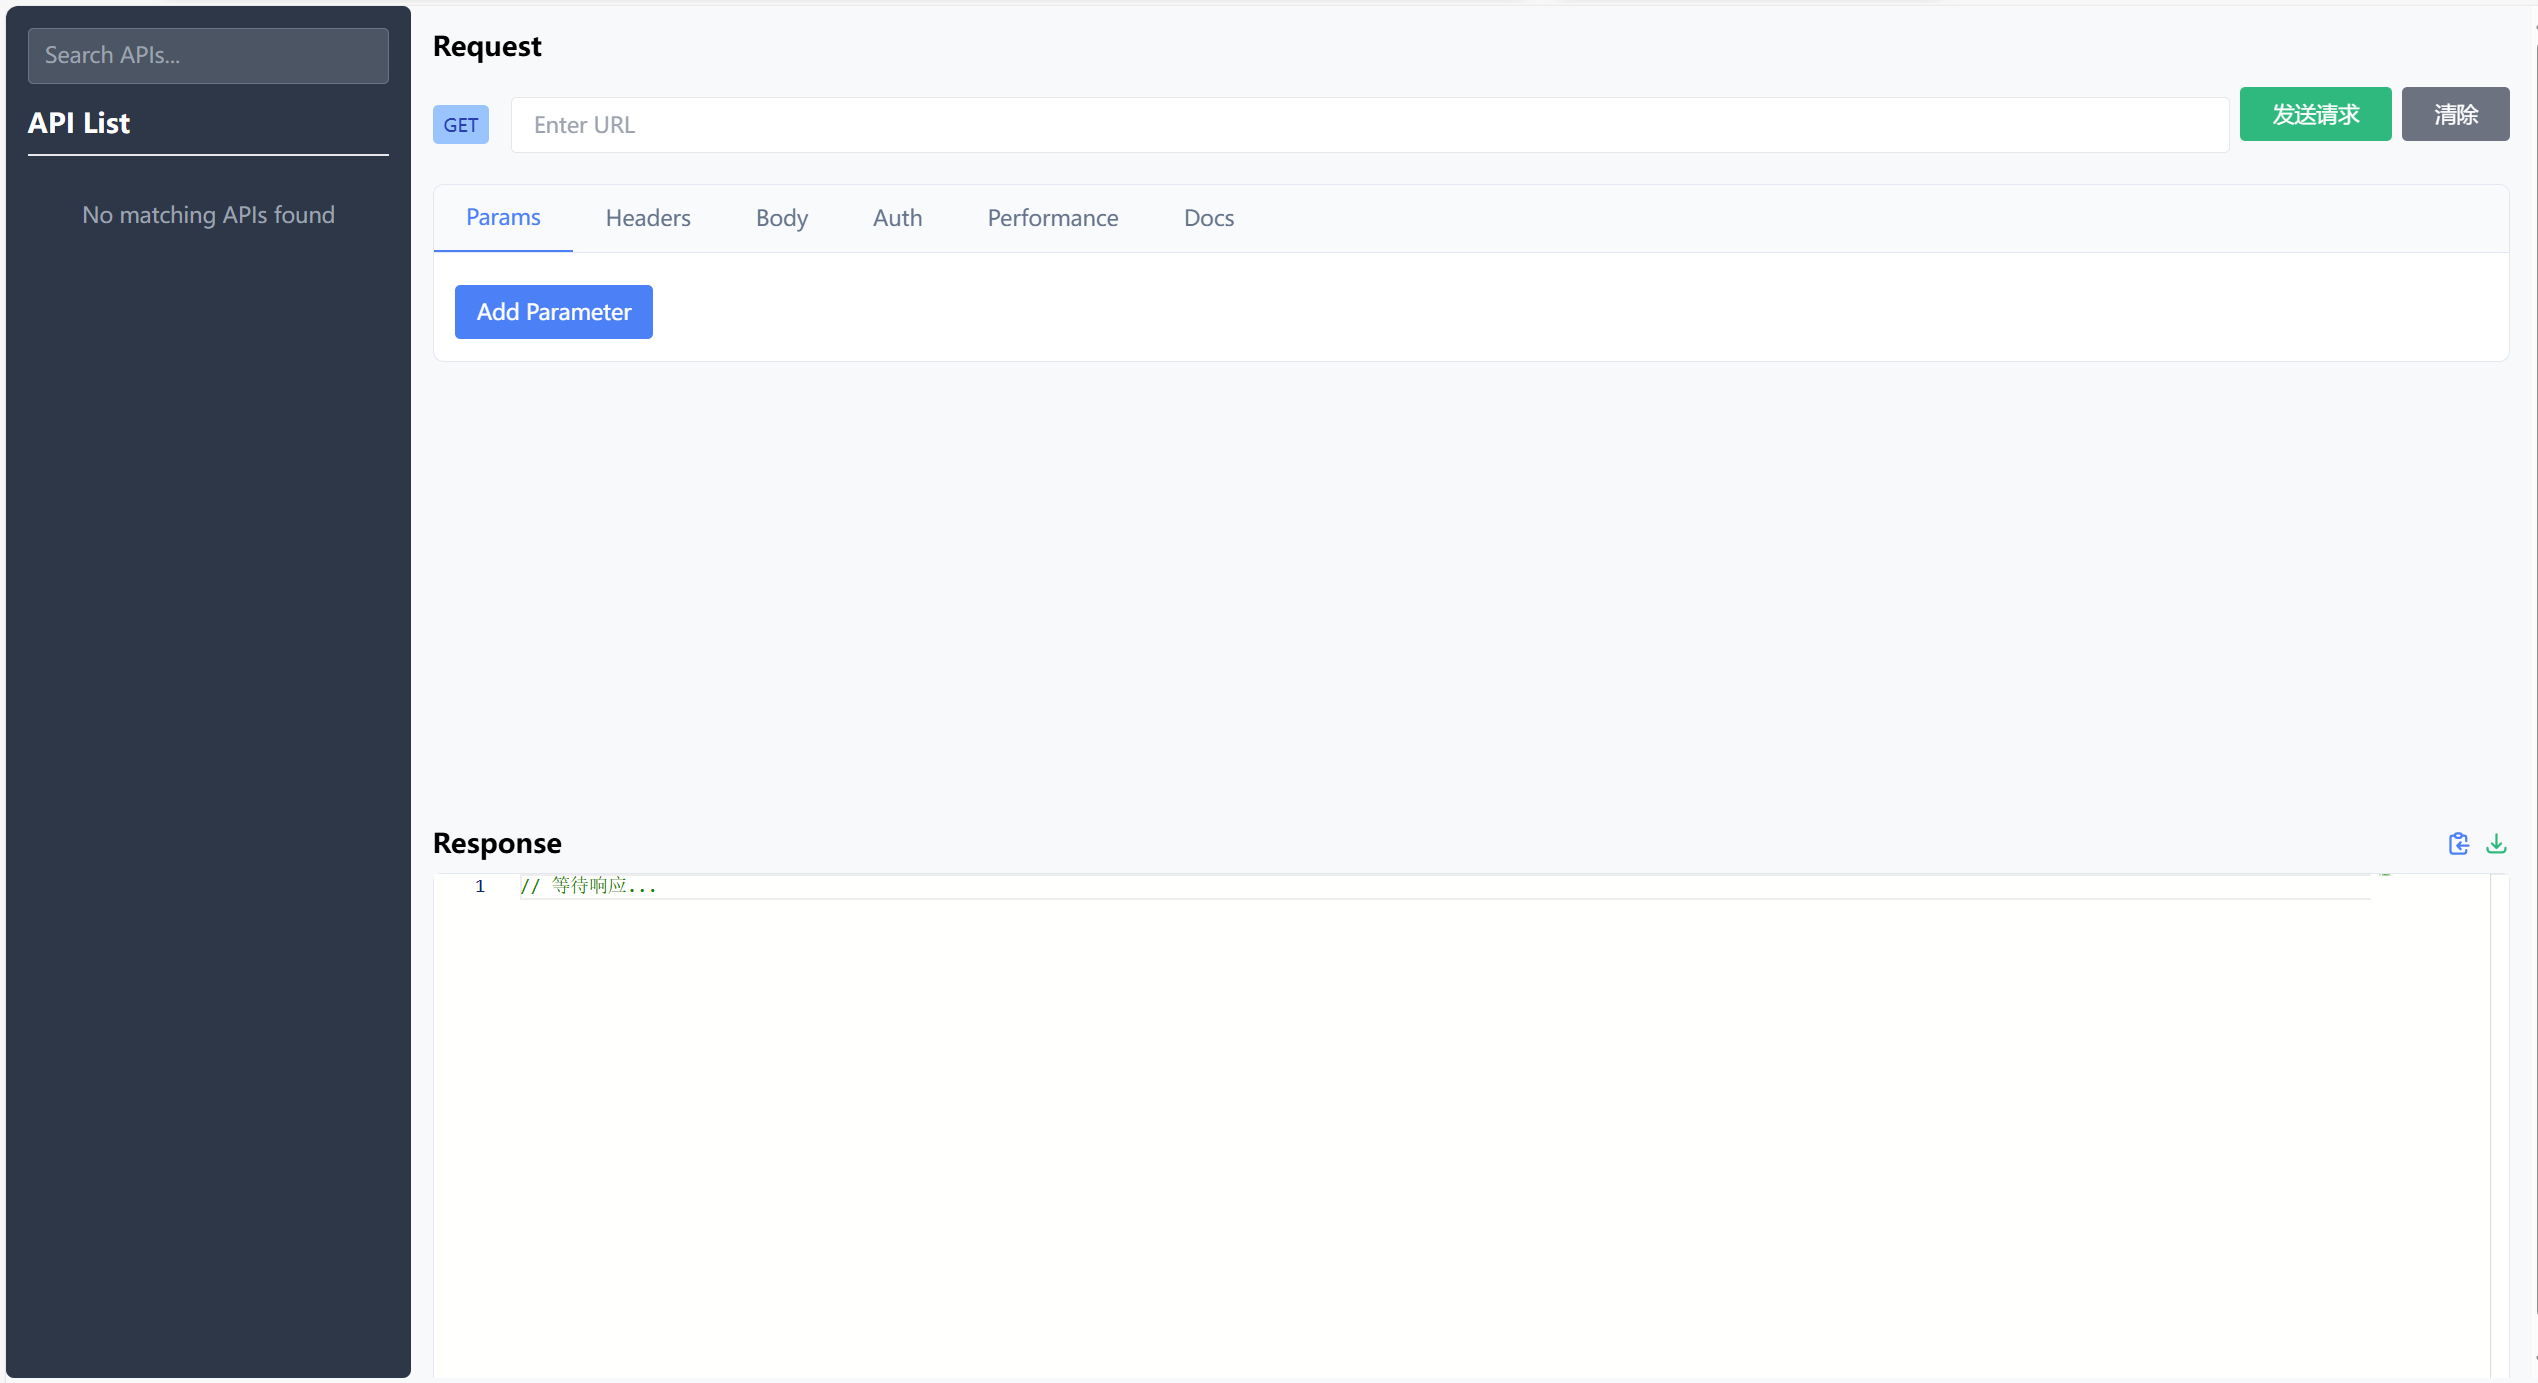 Search APIs...
API List
No matching APIs found
Request
GET
Enter URL
发送请求
清除
Params
Headers
Body
Auth
Performance
Docs
Add Parameter
Response
1
// 等待响应...